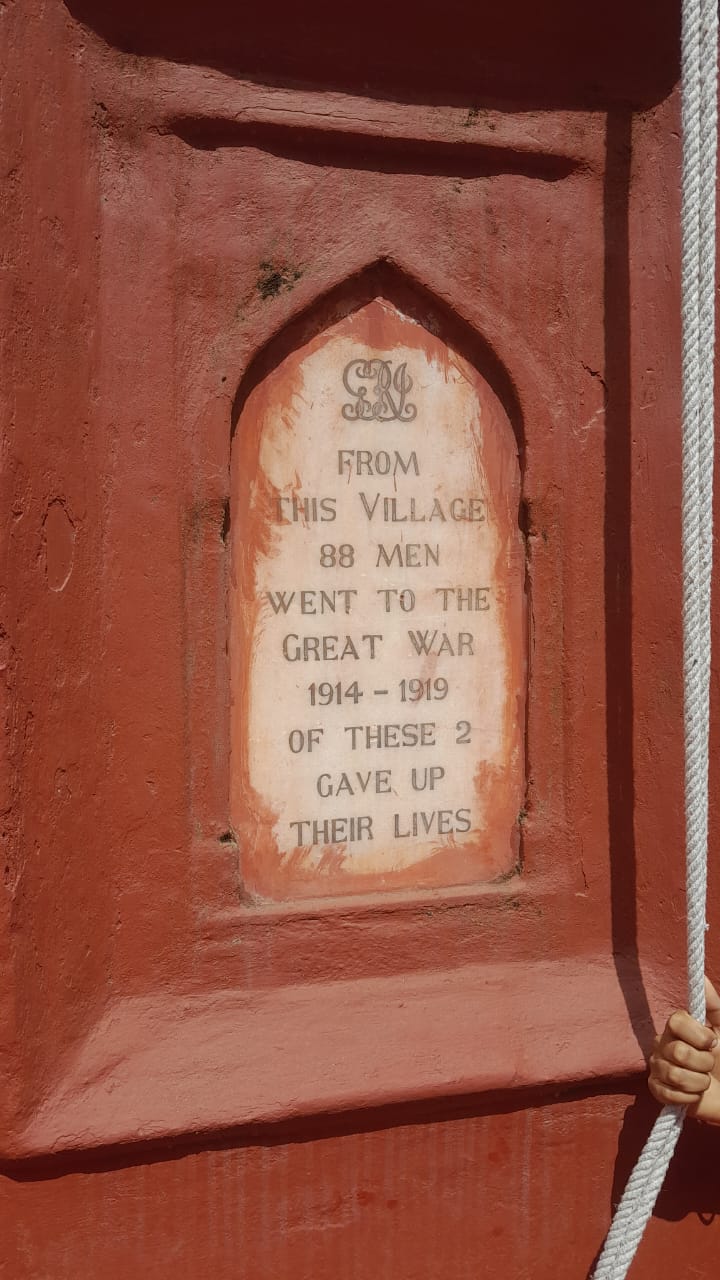 GRI
FROM
THIS VILLAGE
88 MEN
WENT TO THE
GREAT WAR
1914 – 1919
OF THESE 2
GAVE UP
THEIR LIVES